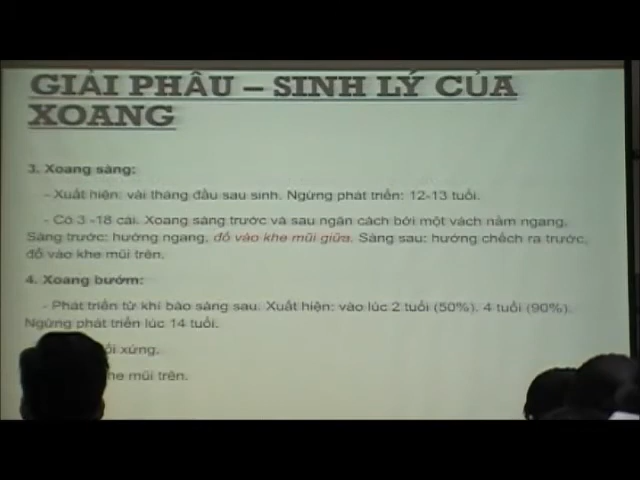 GIẢI PHẪU – SINH LÝ CỦA
XOANG
3. Xoang sàng:
- Xuất hiện: vài tháng đầu sau sinh. Ngừng phát triển: 12-13 tuổi.
- Có 3 -18 cái. Xoang sàng trước và sau ngăn cách bởi một vách nằm ngang.
Sàng trước: hướng ngang, đổ vào khe mũi giữa. Sàng sau: hướng chếch ra trước,
đổ vào khe mũi trên.
4. Xoang bướm:
- Phát triển từ khí bào sàng sau. Xuất hiện: vào lúc 2 tuổi (50%). 4 tuổi (90%).
Ngừng phát triển lúc 14 tuổi.
xứng.
mũi trên.